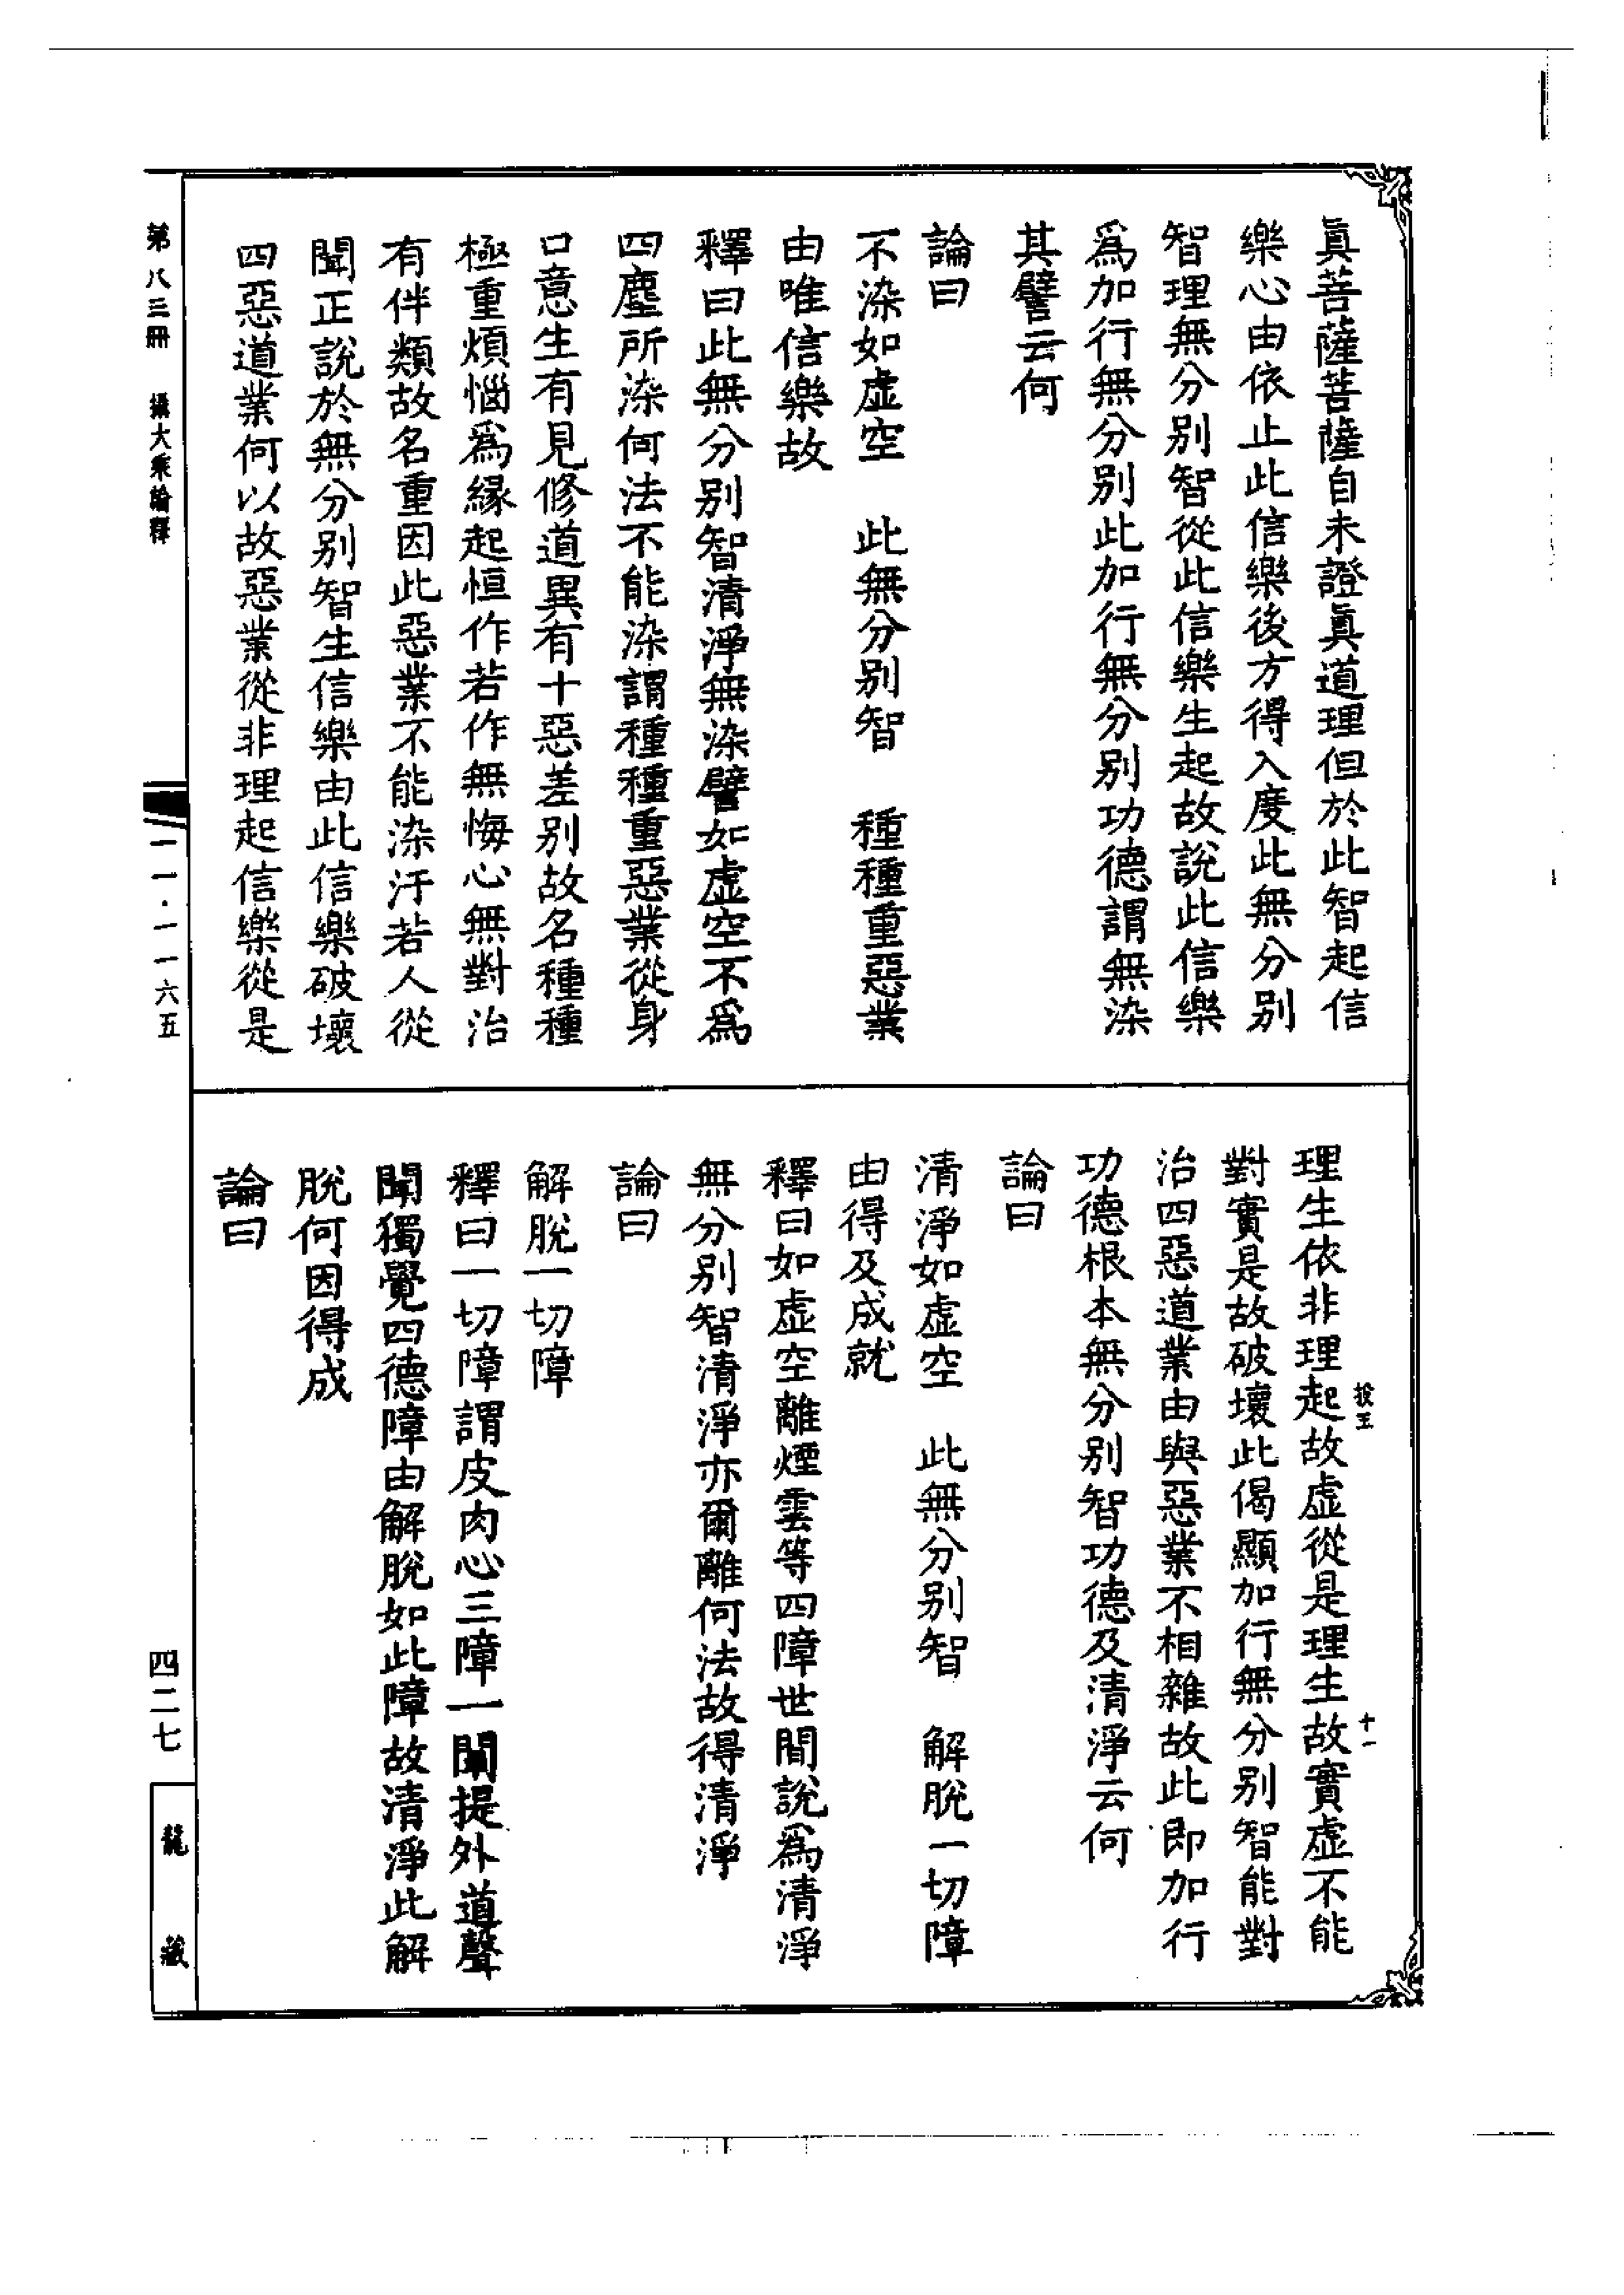 眞菩薩菩薩自未證眞道理但於此智起信
樂心由依止此信樂後方得入度此無分別
智理無分別智從此信樂生起故說此信樂
爲加行無分別此加行無分別功德謂無染
其譬云何
論曰
不染如虛空　此無分別智　種種重惡業
由唯信樂故
釋曰此無分別智清淨無染譬如虛空不爲
四塵所染何法不能染謂種種重惡業從身
口意生有見修道異有十惡差別故名種種
極重煩惱爲緣起恒作若作無悔心無對治
有伴類故名重因此惡業不能染汙若人從
聞正說於無分別智生信樂由此信樂破壞
四惡道業何以故惡業從非理起信樂從是
理生依非理起故虛從是理生故實虛不能
對實是故破壞此偈顯加行無分別智能對
治四惡道業由與惡業不相雜故此即加行
功德根本無分別智功德及清淨云何
論曰
清淨如虛空　此無分別智　解脫一切障
由得及成就
釋曰如虛空離煙雲等四障世間說爲清淨
無分別智清淨亦爾離何法故得清淨
論曰
解脫一切障
釋曰一切障謂皮肉心三障一闡提外道聲
聞獨覺四德障由解脫如此障故清淨此解
脫何因得成
論曰
十一
第八三冊　攝大乘論釋
一一·一一六五
四二七
龍藏